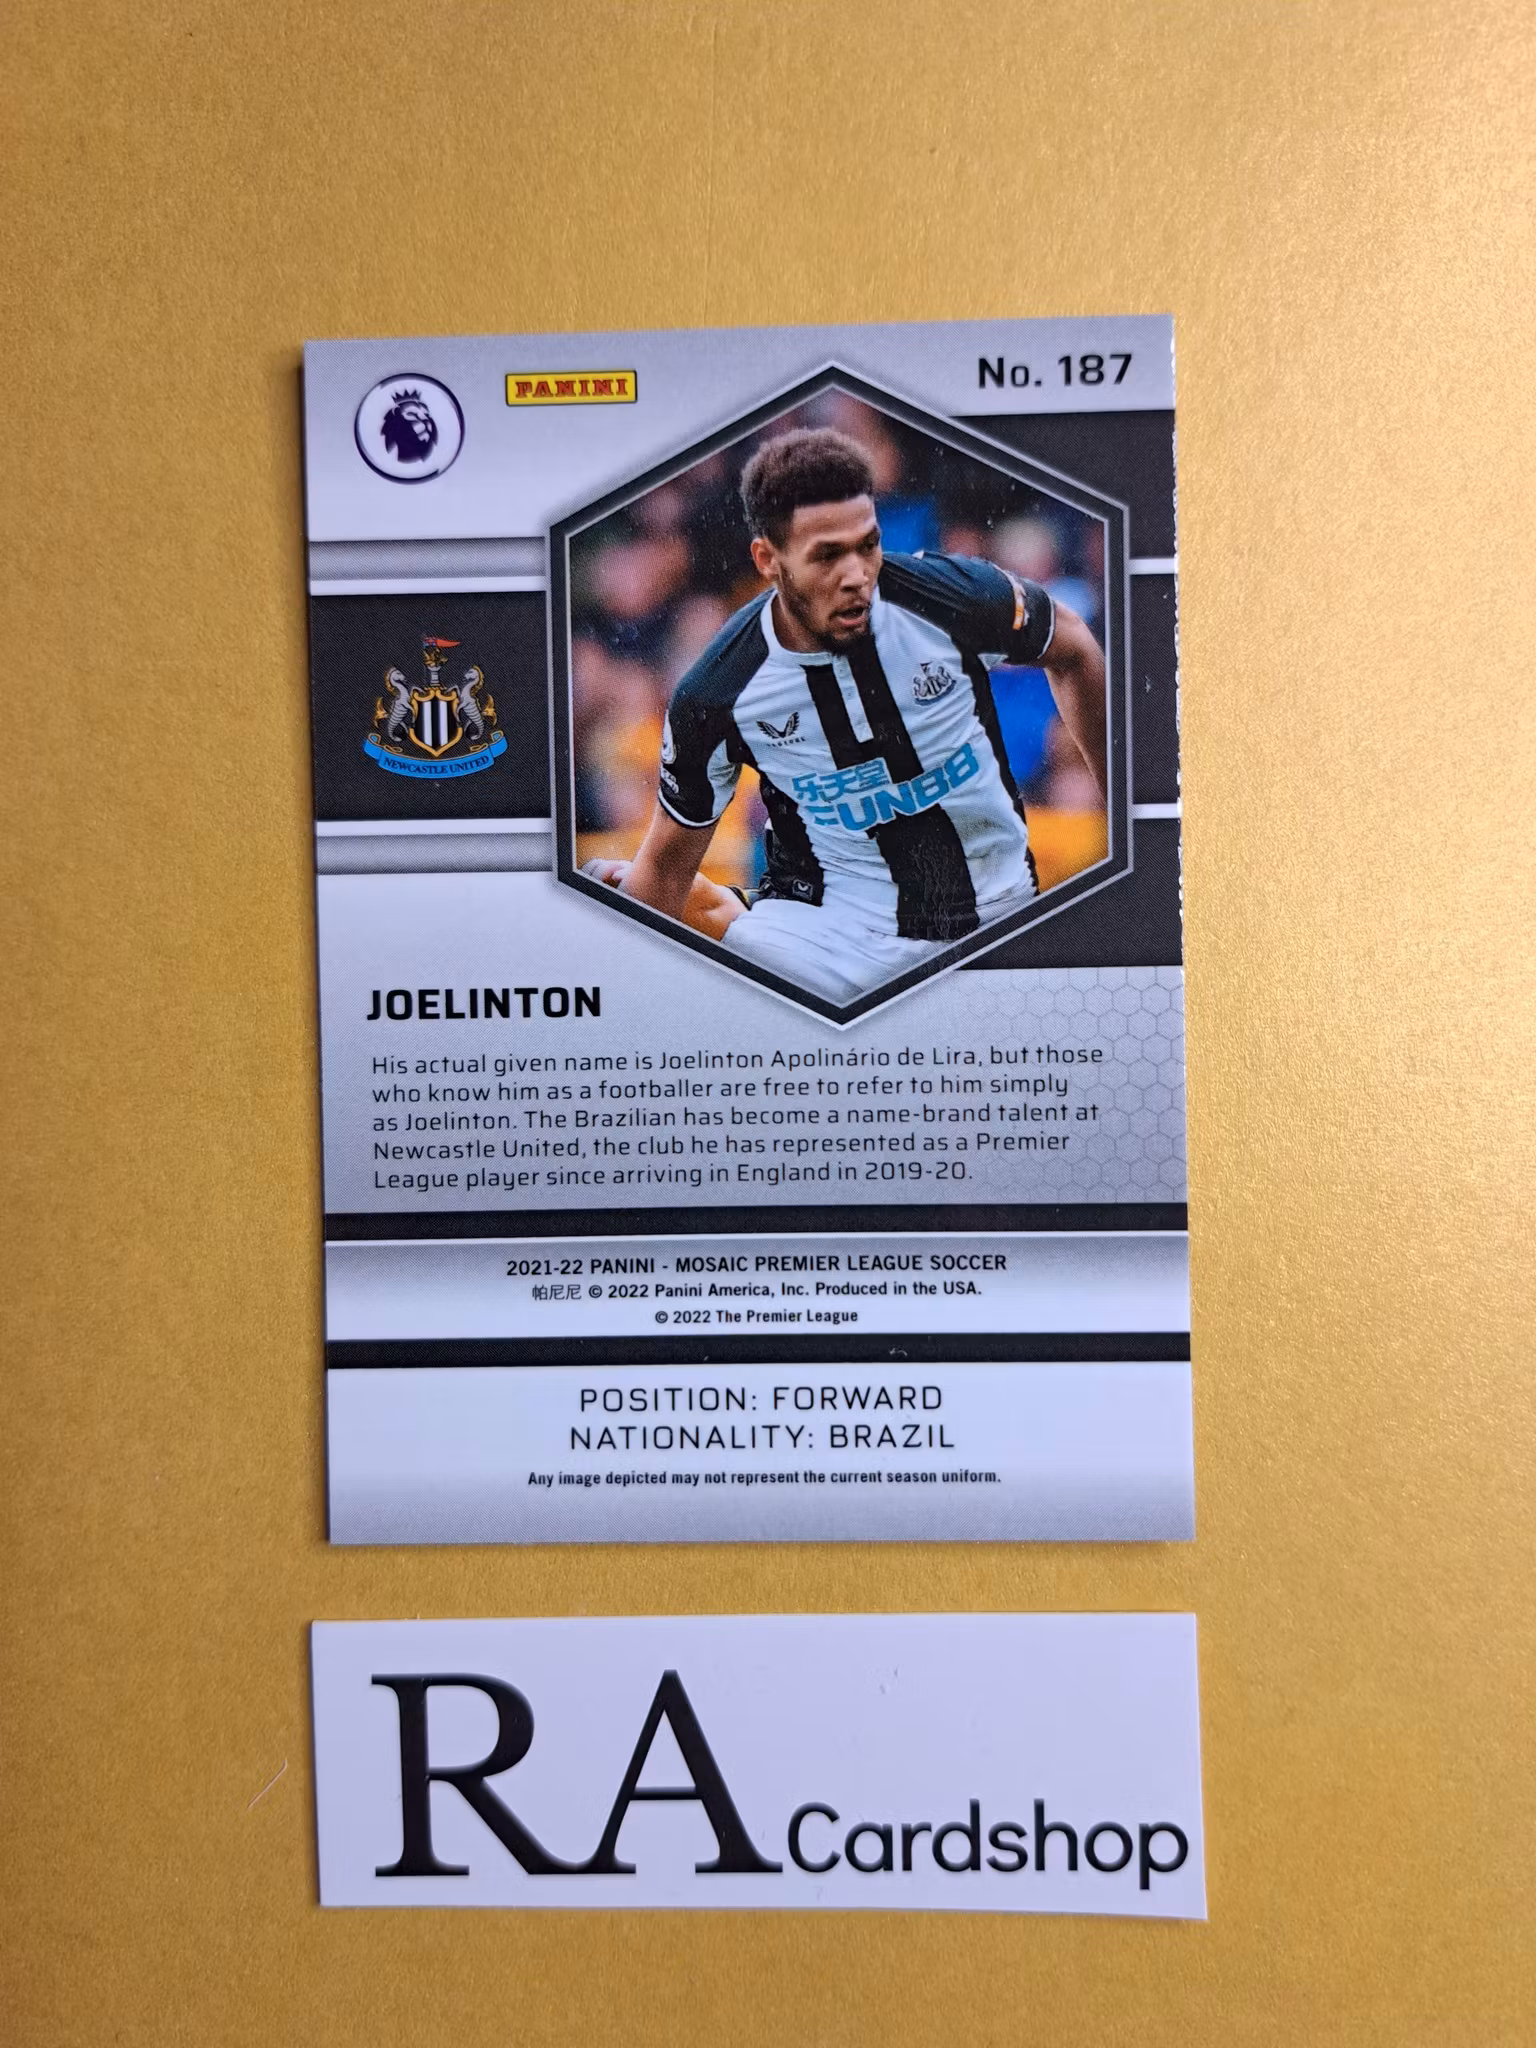 PANINI
No. 187
NEWCASTLE UNITED
CASTORE
乐天堂
FUN88
JOELINTON
His actual given name is Joelinton Apolinário de Lira, but those
who know him as a footballer are free to refer to him simply
as Joelinton. The Brazilian has become a name-brand talent at
Newcastle United, the club he has represented as a Premier
League player since arriving in England in 2019-20.
2021-22 PANINI - MOSAIC PREMIER LEAGUE SOCCER
帕尼尼 © 2022 Panini America, Inc. Produced in the USA.
© 2022 The Premier League
POSITION: FORWARD
NATIONALITY: BRAZIL
Any image depicted may not represent the current season uniform.
RA Cardshop